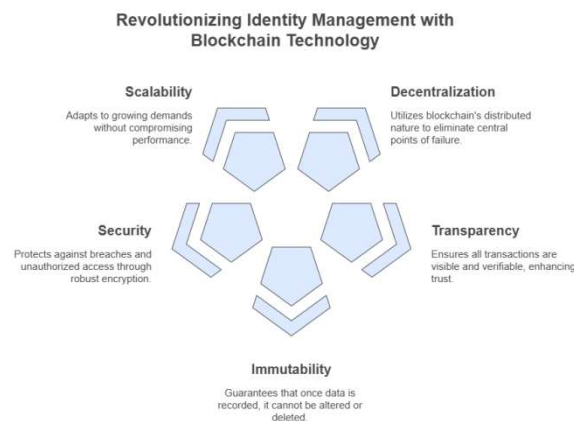 Revolutionizing Identity Management with
Blockchain Technology
Scalability
Adapts to growing demands
without compromising
performance.
Decentralization
Utilizes blockchain's distributed
nature to eliminate central
points of failure.
Security
Protects against breaches and
unauthorized access through
robust encryption.
Transparency
Ensures all transactions are
visible and verifiable, enhancing
trust.
Immutability
Guarantees that once data is
recorded, it cannot be altered or
deleted.